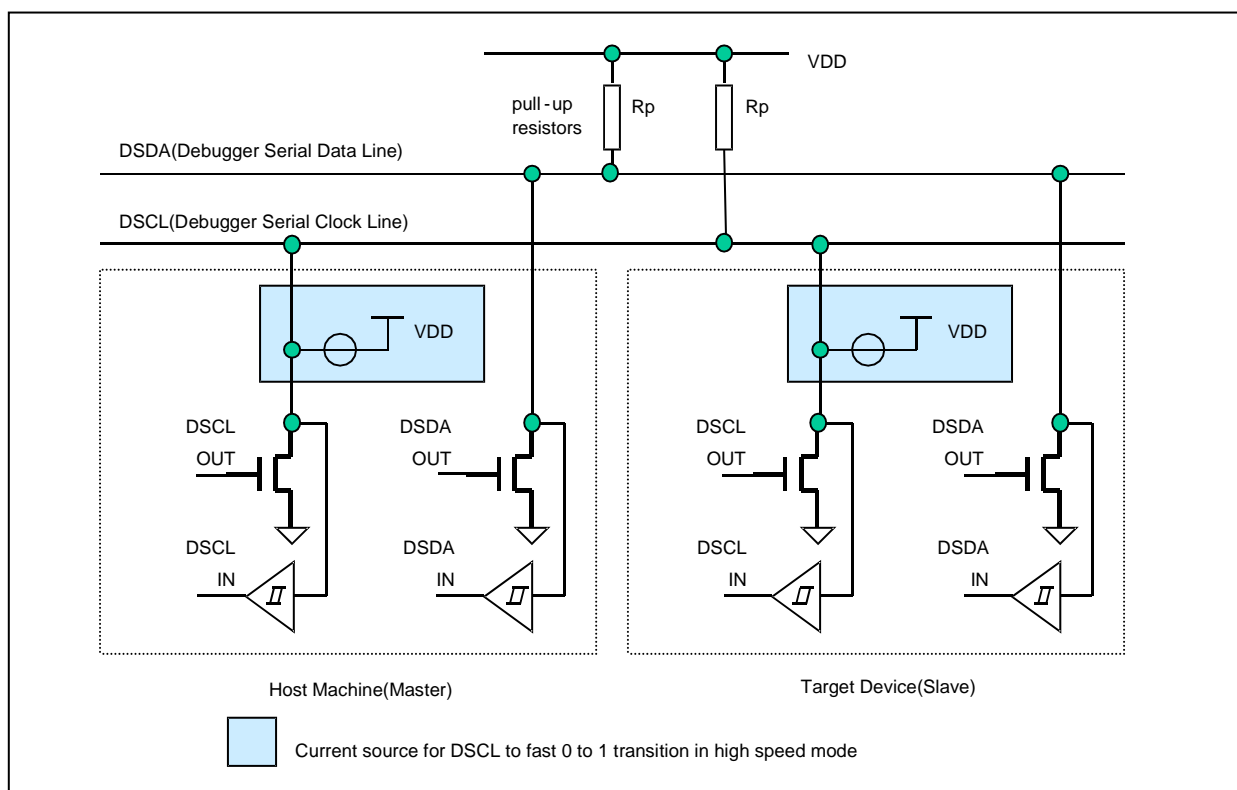 VDD
pull-up
resistors
Rp
Rp
DSDA(Debugger Serial Data Line)
DSCL(Debugger Serial Clock Line)
VDD
VDD
DSCL
OUT
DSDA
OUT
DSCL
OUT
DSDA
OUT
DSCL
IN
DSDA
IN
DSCL
IN
DSDA
IN
Host Machine(Master)
Target Device(Slave)
Current source for DSCL to fast 0 to 1 transition in high speed mode